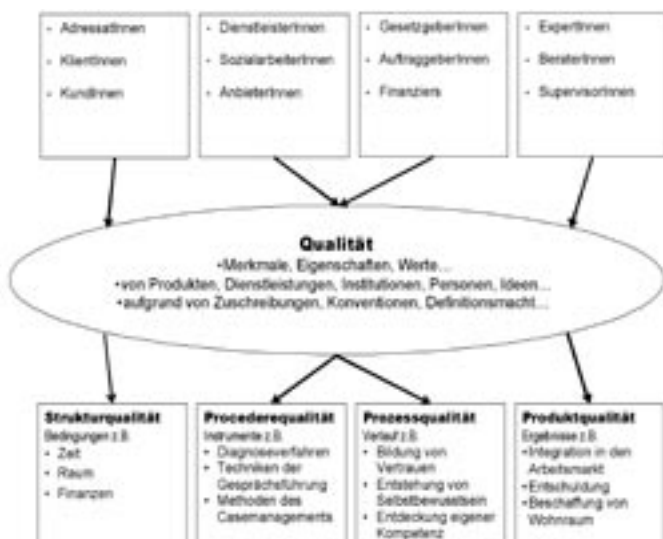 - AdressatInnen
- KlientInnen
- KundInnen
- DienstleisterInnen
- SozialarbeiterInnen
- AnbieterInnen
- GesetzgeberInnen
- AuftraggeberInnen
- Finanziers
- ExpertInnen
- BeraterInnen
- SupervisorInnen
Qualität
•Merkmale, Eigenschaften, Werte...
•von Produkten, Dienstleistungen, Institutionen, Personen, Ideen...
•aufgrund von Zuschreibungen, Konventionen, Definitionsmacht...
Strukturqualität
Bedingungen z.B.
• Zeit
• Raum
• Finanzen
Procederequalität
Instrumente z.B.
• Diagnoseverfahren
• Techniken der
Gesprächsführung
• Methoden des
Casemanagements
Prozessqualität
Verlauf z.B.
• Bildung von
Vertrauen
• Entstehung von
Selbstbewusstsein
• Entdeckung eigener
Kompetenz
Produktqualität
Ergebnisse z.B.
• Integration in den
Arbeitsmarkt
• Entschuldung
• Beschaffung von
Wohnraum